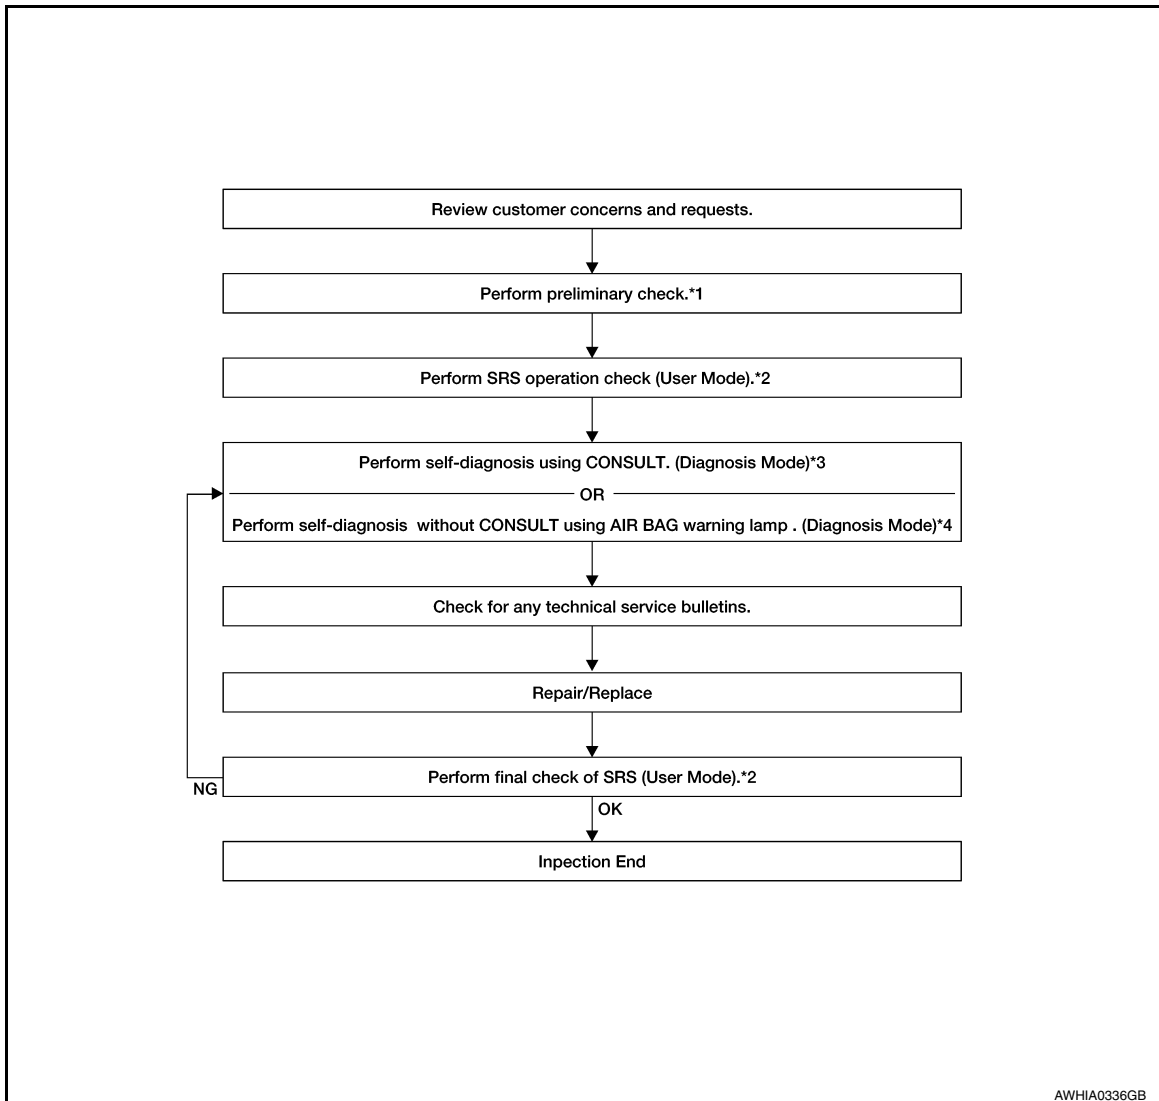 Review customer concerns and requests.
Perform preliminary check.*1
Perform SRS operation check (User Mode).*2
Perform self-diagnosis using CONSULT. (Diagnosis Mode)*3
OR
Perform self-diagnosis without CONSULT using AIR BAG warning lamp . (Diagnosis Mode)*4
Check for any technical service bulletins.
Repair/Replace
Perform final check of SRS (User Mode).*2
NG
OK
Inpection End
AWHIA0336GB